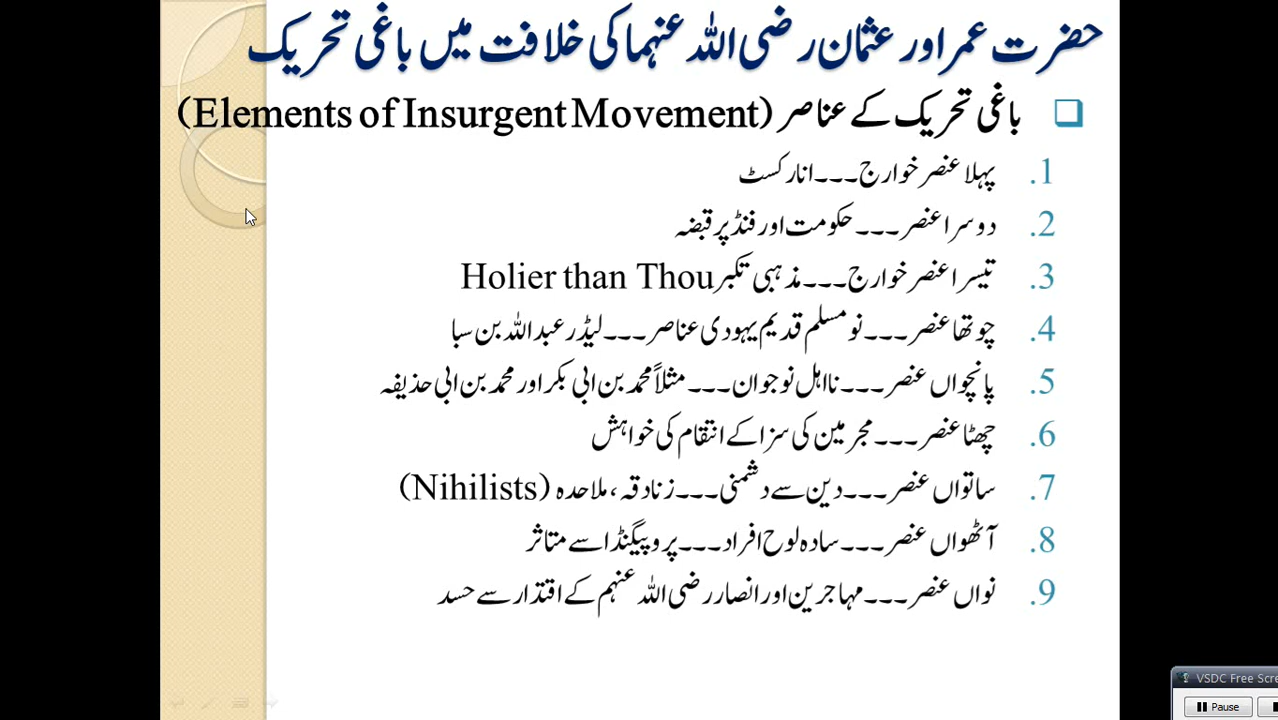 حضرت عمر اور عثمان رضی اللہ عنہما کی خلافت میں باغی تحریک
❑ باغی تحریک کے عناصر (Elements of Insurgent Movement)
1. پہلا عنصر خوارج۔۔۔انارکسٹ
2. دوسرا عنصر۔۔۔ حکومت اور فنڈ پر قبضہ
3. تیسرا عنصر خوارج۔۔۔مذہبی تکبر Holier than Thou
4. چوتھا عنصر۔۔۔نو مسلم قدیم یہودی عناصر۔۔۔لیڈر عبداللہ بن سبا
5. پانچواں عنصر۔۔۔نااہل نوجوان۔۔۔ مثلاً محمد بن ابی بکر اور محمد بن ابی حذیفہ
6. چھٹا عنصر۔۔۔مجرمین کی سزا کے انتقام کی خواہش
7. ساتواں عنصر۔۔۔دین سے دشمنی۔۔۔زنادقہ، ملاحدہ (Nihilists)
8. آٹھواں عنصر۔۔۔سادہ لوح افراد۔۔۔پروپیگنڈا سے متاثر
9. نواں عنصر۔۔۔مہاجرین اور انصار رضی اللہ عنہم کے اقتدار سے حسد
VSDC Free Scre
Pause